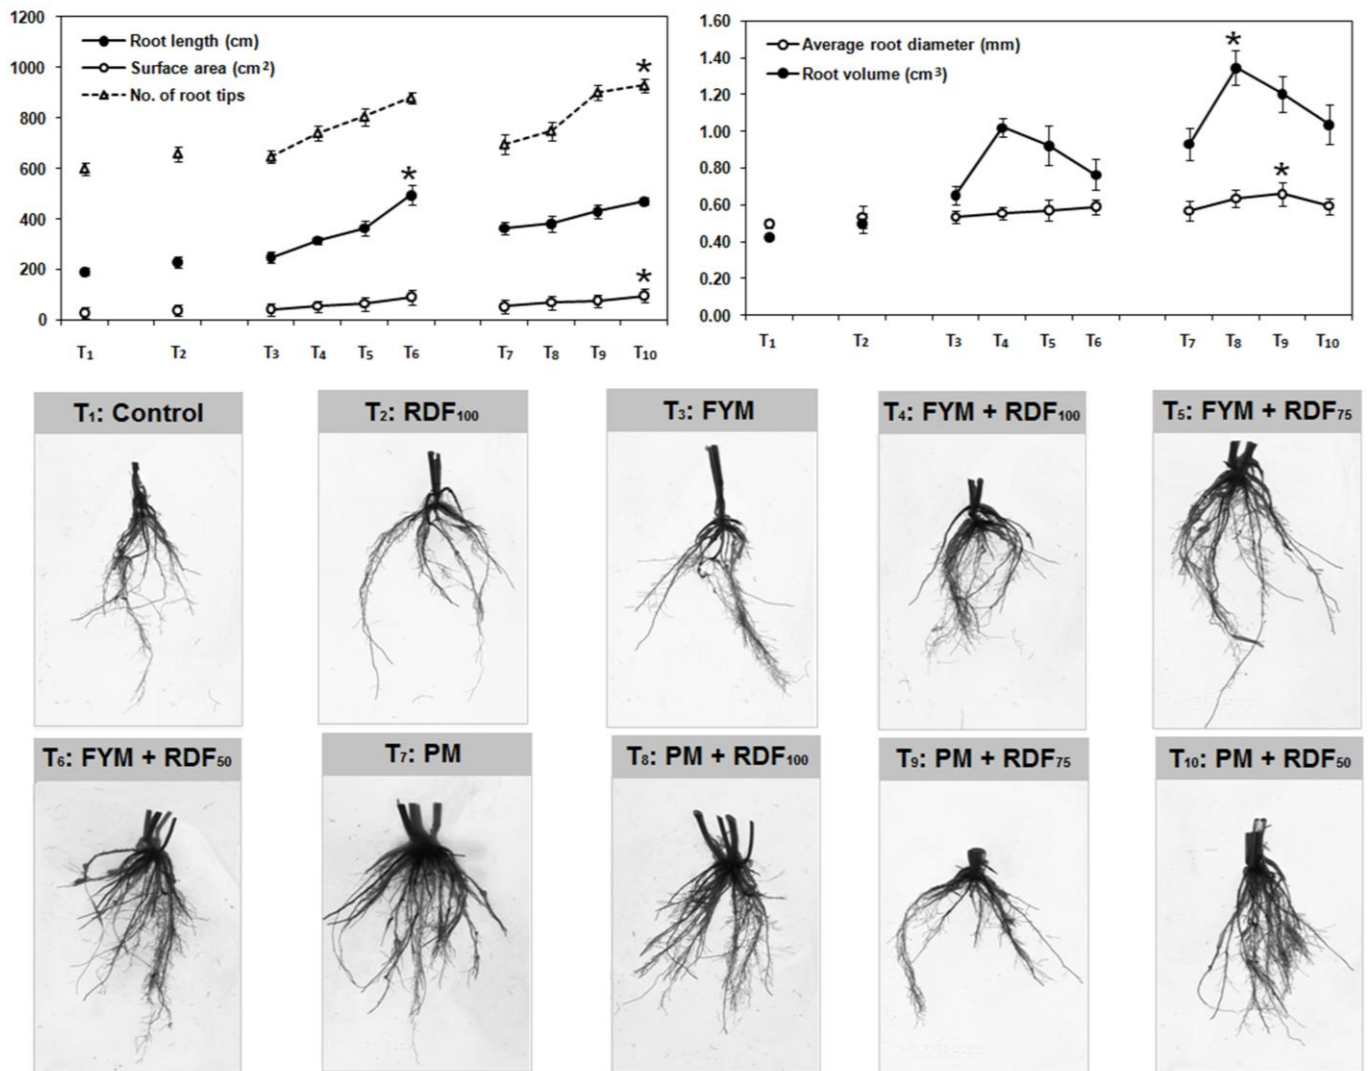 1200
1000
800
600
400
200
0
Root length (cm)
Surface area (cm²)
No. of root tips
*
*
*
T₁ T₂ T₃ T₄ T₅ T₆ T₇ T₈ T₉ T₁₀
1.60
1.40
1.20
1.00
0.80
0.60
0.40
0.20
0.00
Average root diameter (mm)
Root volume (cm³)
*
*
T₁ T₂ T₃ T₄ T₅ T₆ T₇ T₈ T₉ T₁₀
T₁: Control
T₂: RDF₁₀₀
T₃: FYM
T₄: FYM + RDF₁₀₀
T₅: FYM + RDF₇₅
T₆: FYM + RDF₅₀
T₇: PM
T₈: PM + RDF₁₀₀
T₉: PM + RDF₇₅
T₁₀: PM + RDF₅₀